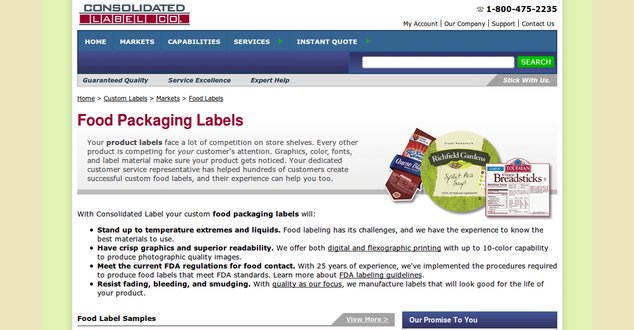 CONSOLIDATED
LABEL CO.
1-800-475-2235
My Account | Our Company | Support | Contact Us
HOME MARKETS CAPABILITIES SERVICES INSTANT QUOTE
SEARCH
Guaranteed Quality Service Excellence Expert Help Stick With Us.
Home > Custom Labels > Markets > Food Labels
Food Packaging Labels
Your product labels face a lot of competition on store shelves. Every other
product is competing for your customer's attention. Graphics, color, fonts,
and label material make sure your product gets noticed. Your dedicated
customer service representative has helped hundreds of customers create
successful custom food labels, and their experience can help you too.
Richfield Gardens
Split Pea
Soup
TOUFAYAN
Breadsticks
With Consolidated Label your custom food packaging labels will:
Stand up to temperature extremes and liquids. Food labeling has its challenges, and we have the experience to know the
best materials to use.
Have crisp graphics and superior readability. We offer both digital and flexographic printing with up to 10-color capability
to produce photographic quality images.
Meet the current FDA regulations for food contact. With 25 years of experience, we've implemented the procedures required
to produce food labels that meet FDA standards. Learn more about FDA labeling guidelines.
Resist fading, bleeding, and smudging. With quality as our focus, we manufacture labels that will look good for the life of
your product.
Food Label Samples View More >
Our Promise To You